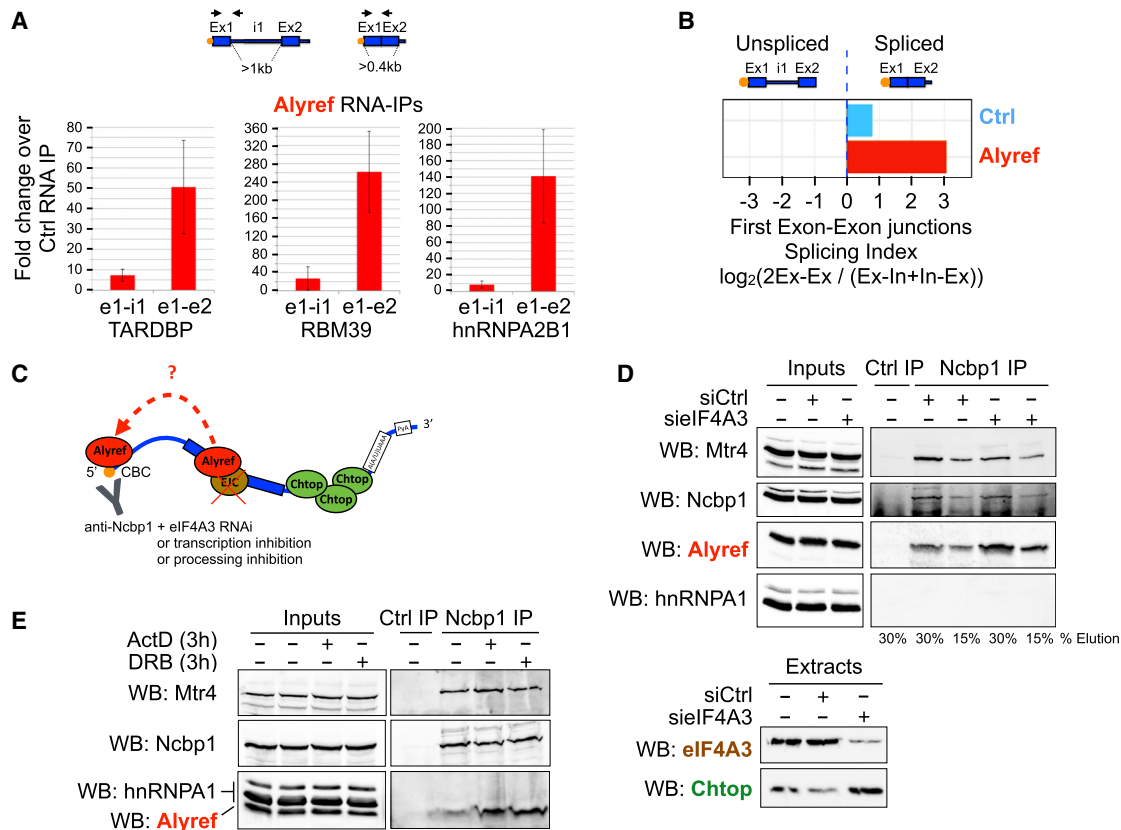 A
Ex1 i1 Ex2
>1kb
Ex1Ex2
>0.4kb
Alyref RNA-IPs
Fold change over
Ctrl RNA IP
80
70
60
50
40
30
20
10
0
e1-i1 e1-e2
TARDBP
360
320
280
240
200
160
120
80
40
0
e1-i1 e1-e2
RBM39
200
180
160
140
120
100
80
60
40
20
0
e1-i1 e1-e2
hnRNPA2B1
B
Unspliced Spliced
Ex1 i1 Ex2
Ex1 Ex2
Ctrl
Alyref
-3 -2 -1 0 1 2 3
First Exon-Exon junctions
Splicing Index
log2(2Ex-Ex / (Ex-In+In-Ex))
C
?
Alyref
5' CBC
Alyref
EJC
Chtop
Chtop
Chtop
A(A/U)UAAA
PyA
3'
anti-Ncbp1 + eIF4A3 RNAi
or transcription inhibition
or processing inhibition
D
Inputs Ctrl IP Ncbp1 IP
siCtrl – + – – + + – –
sieIF4A3 – – + – – – + +
WB: Mtr4
WB: Ncbp1
WB: Alyref
WB: hnRNPA1
30% 30% 15% 30% 15% % Elution
Extracts
siCtrl – + –
sieIF4A3 – – +
WB: eIF4A3
WB: Chtop
E
Inputs Ctrl IP Ncbp1 IP
ActD (3h) – – + – – – + –
DRB (3h) – – – + – – – +
WB: Mtr4
WB: Ncbp1
WB: hnRNPA1
WB: Alyref